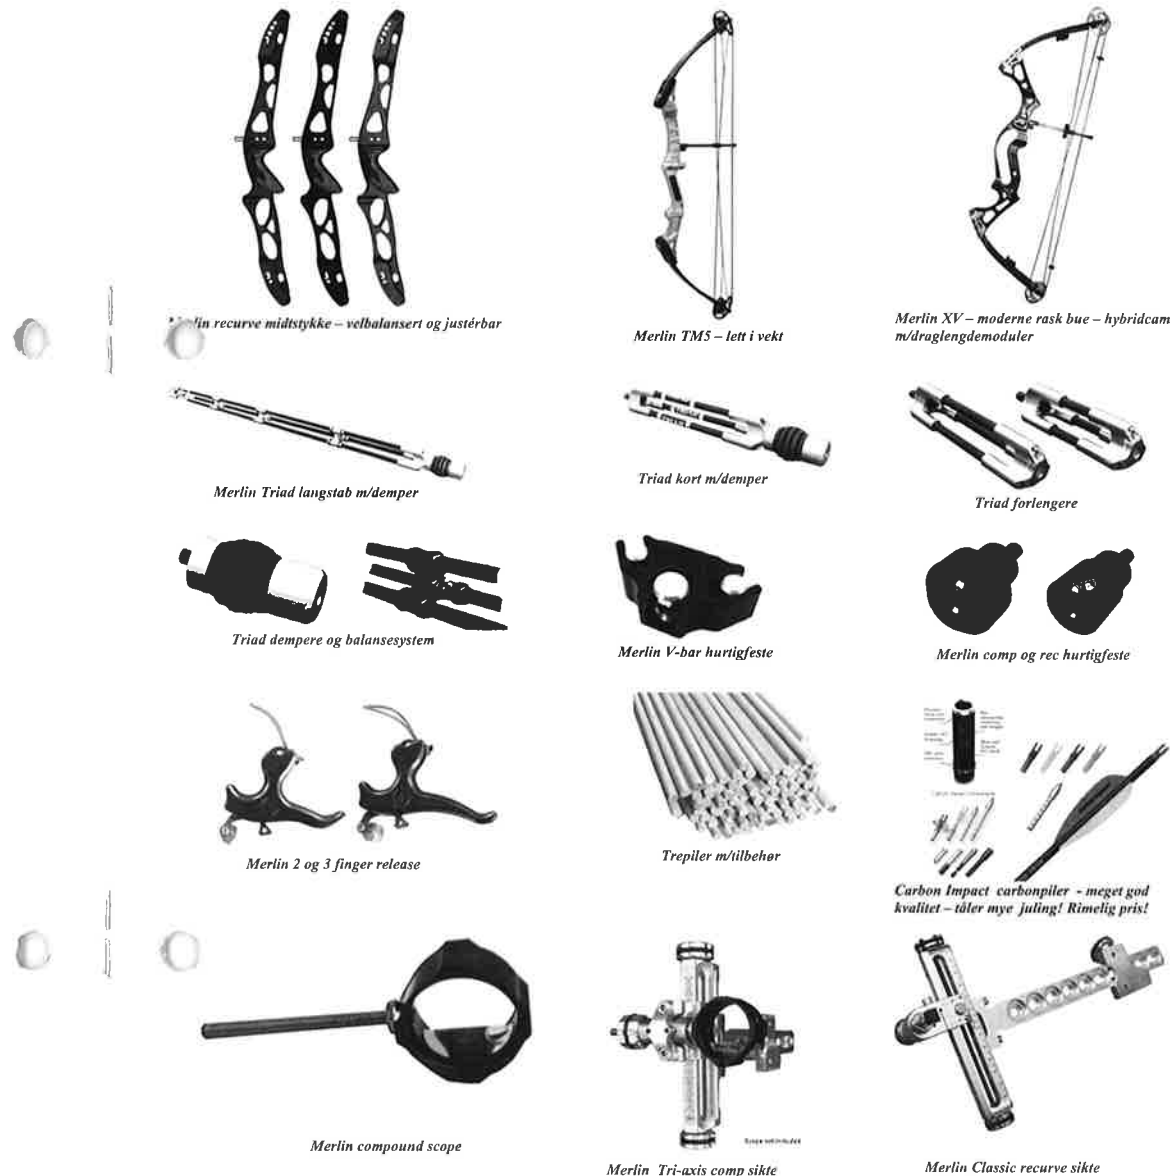 recurve midtstykke – velbalansert og justérbar
Merlin TM5 – lett i vekt
Merlin XV – moderne rask bue – hybridcam
m/draglengdemoduler
Merlin Triad langstab m/demper
Triad kort m/demper
Triad forlengere
Triad dempere og balansesystem
Merlin V-bar hurtigfeste
Merlin comp og rec hurtigfeste
Merlin 2 og 3 finger release
Trepiler m/tilbehør
Carbon Impact carbonpiler - meget god
kvalitet – tåler mye juling! Rimelig pris!
Merlin compound scope
Merlin Tri-axis comp sikte
Merlin Classic recurve sikte